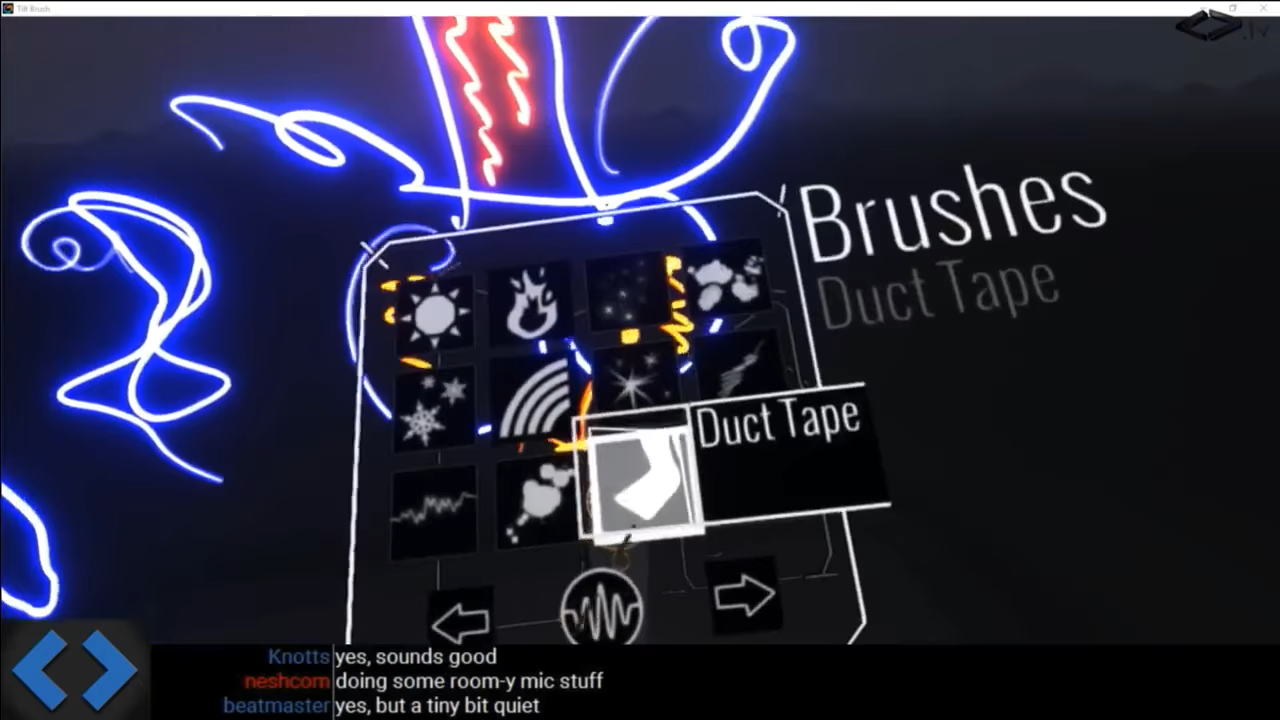 Tilt Brush
.lv
Brushes
Duct Tape
Duct Tape
Knotts yes, sounds good
neshcom doing some room-y mic stuff
beatmaster yes, but a tiny bit quiet